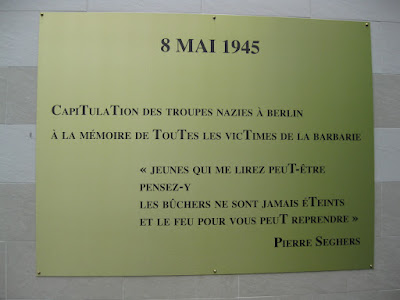 8 MAI 1945
CapiTulaTion des troupes nazies à Berlin
à la mémoire de TouTes les vicTimes de la barbarie
« jeunes qui me lirez peuT-être
pensez-y
les bûchers ne sont jamais éTeints
et le feu pour vous peuT reprendre »
Pierre Seghers